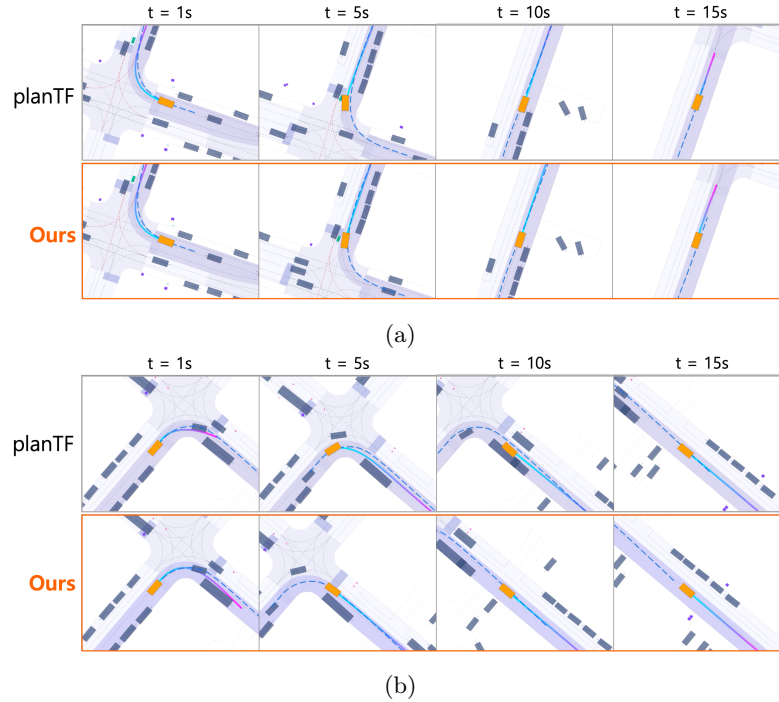 t = 1s t = 5s t = 10s t = 15s
planTF
Ours
(a)
t = 1s t = 5s t = 10s t = 15s
planTF
Ours
(b)